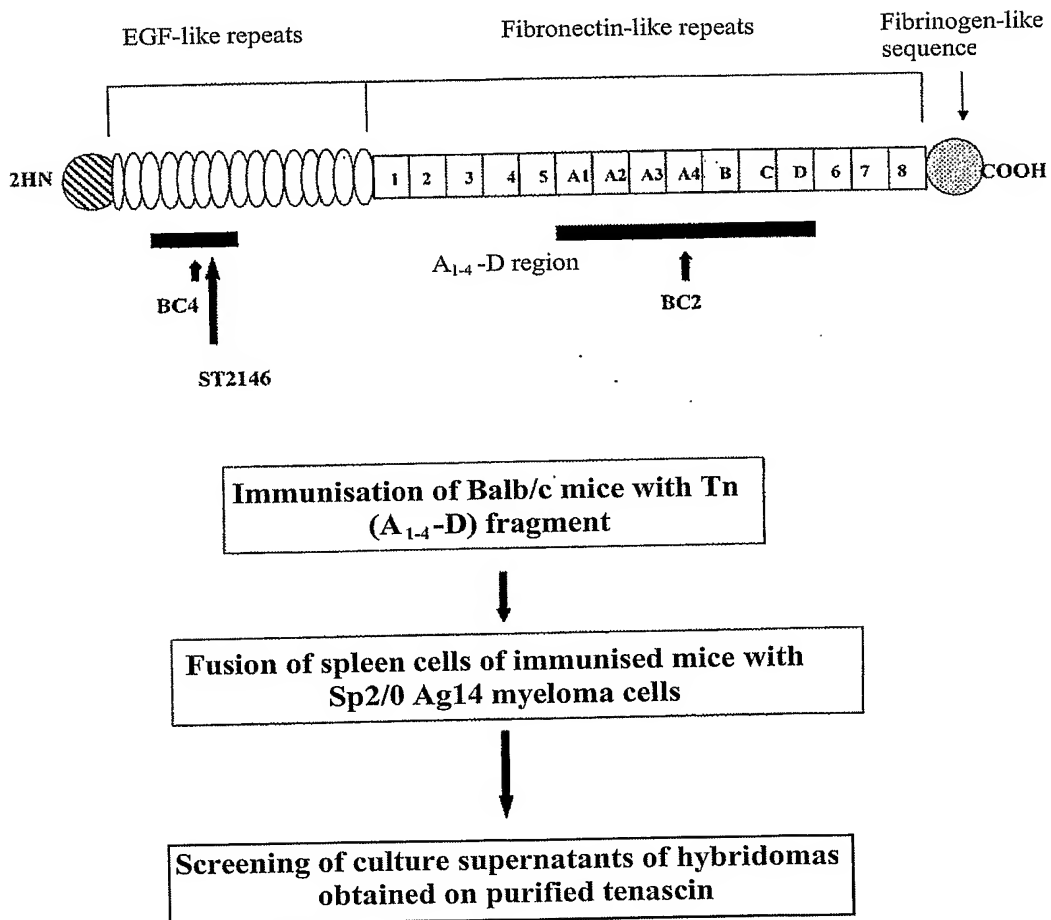 EGF-like repeats
Fibronectin-like repeats
Fibrinogen-like
sequence
2HN
1 2 3 4 5 A1 A2 A3 A4 B C D 6 7 8
COOH
A1-4 -D region
BC4
BC2
ST2146
Immunisation of Balb/c mice with Tn
(A1-4-D) fragment
Fusion of spleen cells of immunised mice with
Sp2/0 Ag14 myeloma cells
Screening of culture supernatants of hybridomas
obtained on purified tenascin